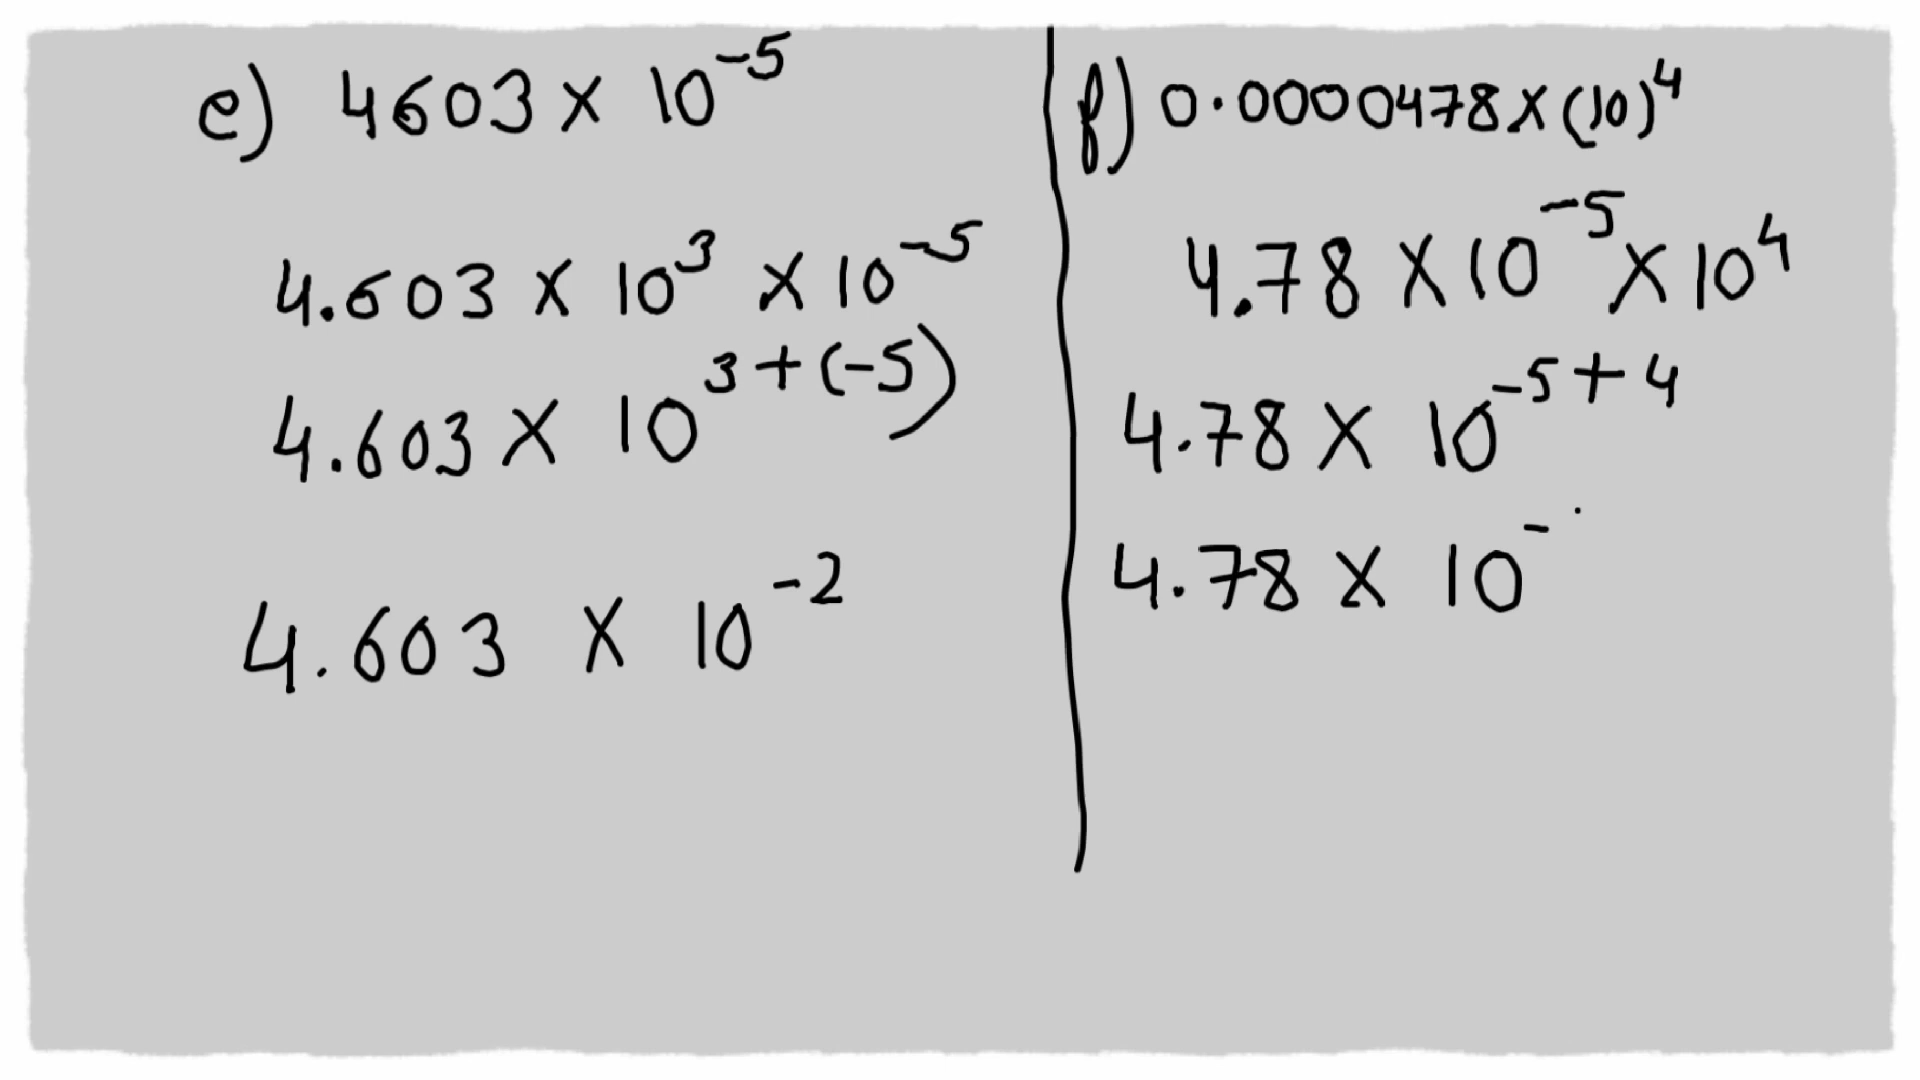 e) 4603 × 10^-5
4.603 × 10^3 × 10^-5
4.603 × 10^3+(-5)
4.603 × 10^-2
f) 0.0000478 × (10)^4
4.78 × 10^-5 × 10^4
4.78 × 10^-5+4
4.78 × 10^-